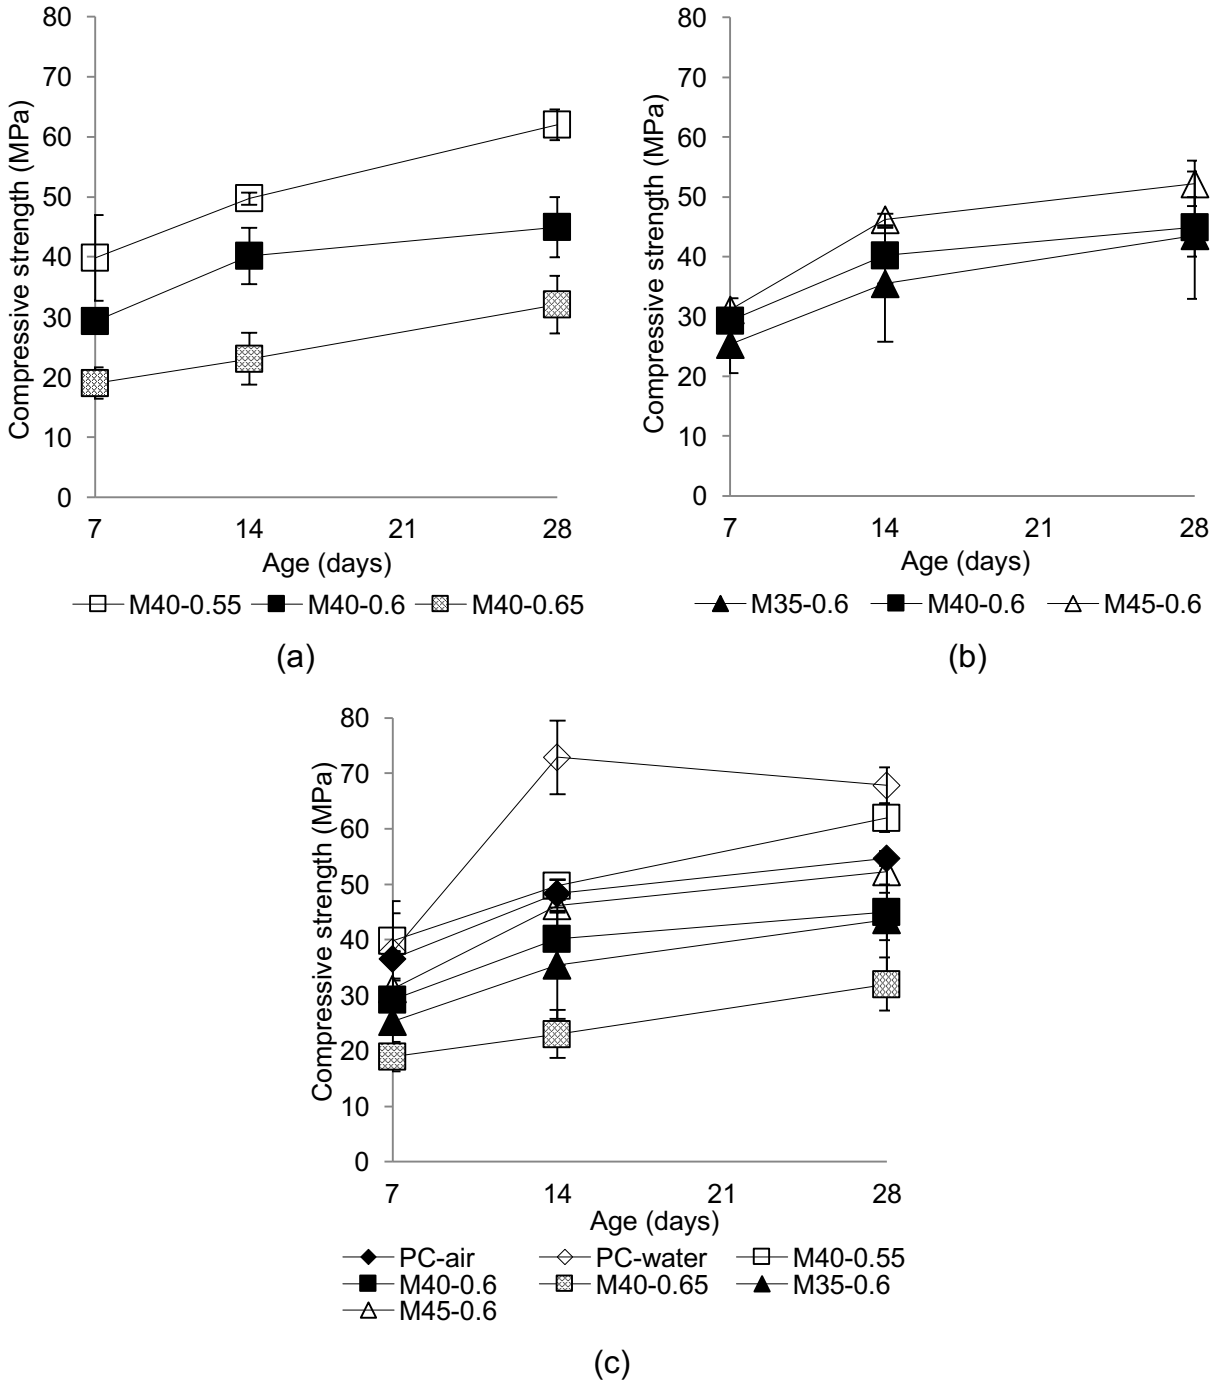 Compressive strength (MPa)
80
70
60
50
40
30
20
10
0
7 14 21 28
Age (days)
M40-0.55 M40-0.6 M40-0.65
(a)
Compressive strength (MPa)
80
70
60
50
40
30
20
10
0
7 14 21 28
Age (days)
M35-0.6 M40-0.6 M45-0.6
(b)
Compressive strength (MPa)
80
70
60
50
40
30
20
10
0
7 14 21 28
Age (days)
PC-air PC-water M40-0.55
M40-0.6 M40-0.65 M35-0.6
M45-0.6
(c)